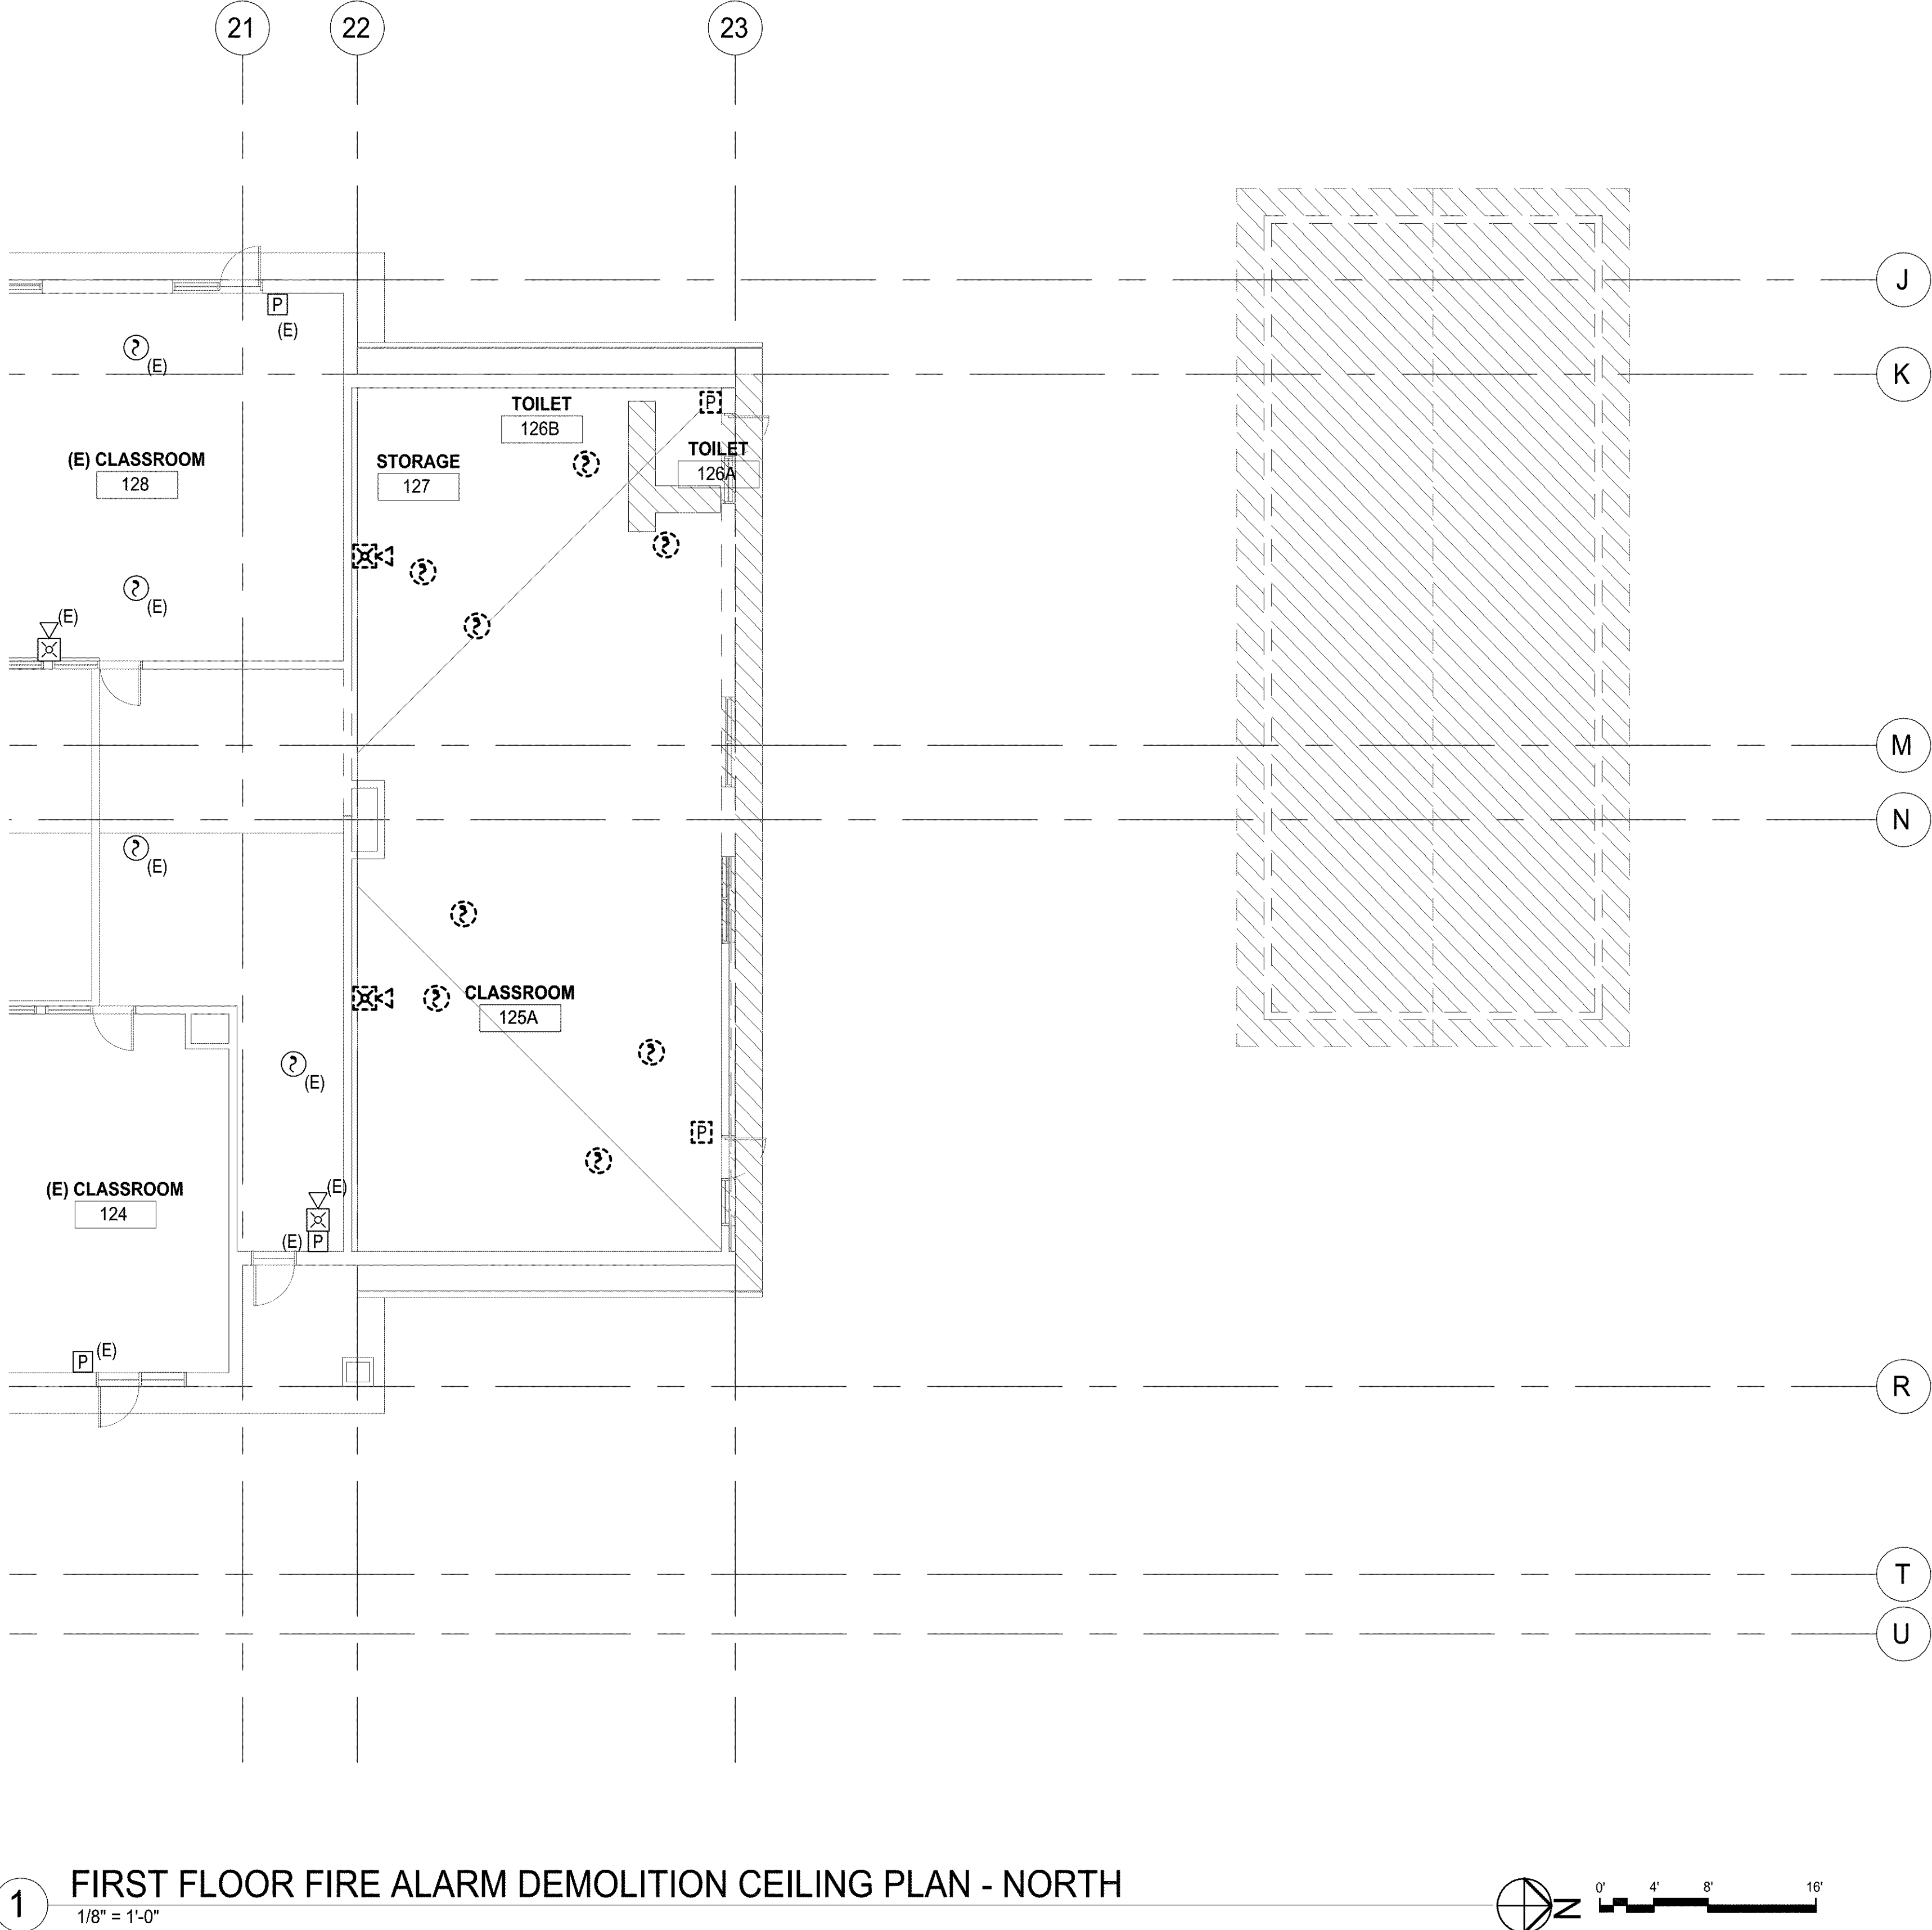 21
22
23
J
P
(E)
(E)
K
TOILET
126B
P
TOILET
126A
(E) CLASSROOM
128
STORAGE
127
(E)
(E)
M
N
(E)
CLASSROOM
125A
(E)
P
(E) CLASSROOM
124
(E)
(E)
P
(E)
P
R
T
U
1
FIRST FLOOR FIRE ALARM DEMOLITION CEILING PLAN - NORTH
1/8" = 1'-0"
N
0'
4'
8'
16'